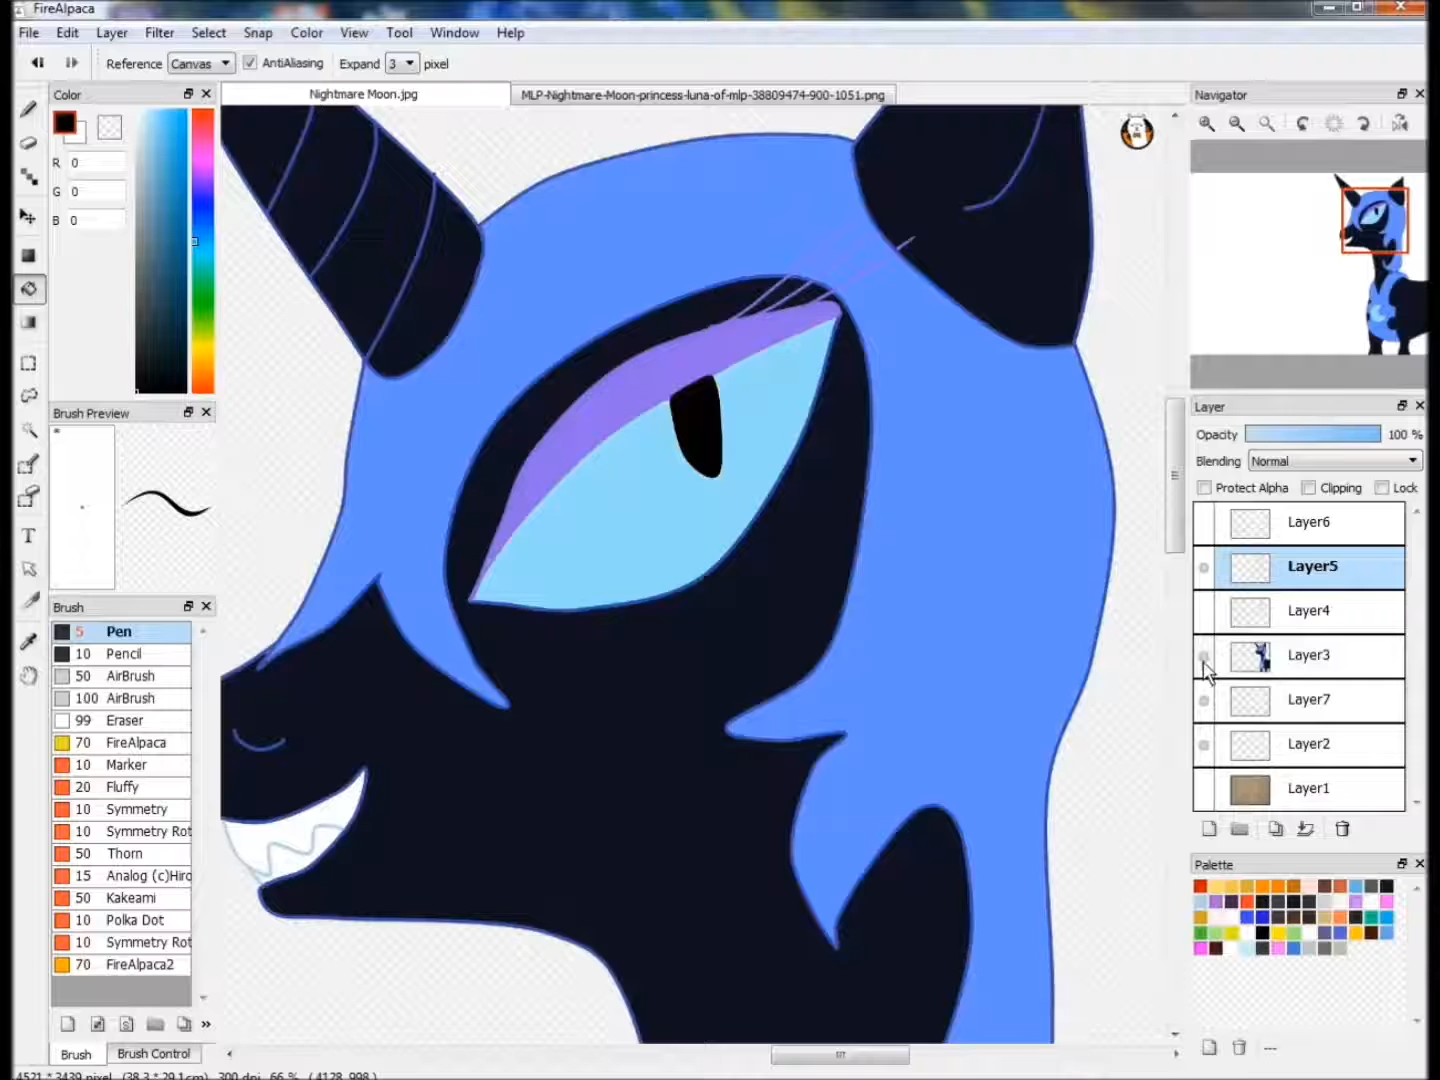 FireAlpaca
File Edit Layer Filter Select Snap Color View Tool Window Help
Reference Canvas AntiAliasing Expand 3 pixel
Color
Nightmare Moon.jpg
MLP-Nightmare-Moon-princess-luna-of-mlp-38809474-900-1051.png
Navigator
R 0
G 0
B 0
Brush Preview
Layer
Opacity 100 %
Blending Normal
Protect Alpha Clipping Lock
Layer6
Layer5
Layer4
Layer3
Layer7
Layer2
Layer1
T
Brush
5 Pen
10 Pencil
50 AirBrush
100 AirBrush
99 Eraser
70 FireAlpaca
10 Marker
20 Fluffy
10 Symmetry
10 Symmetry Rot
50 Thorn
15 Analog (c)Hiro
50 Kakeami
10 Polka Dot
10 Symmetry Rot
70 FireAlpaca2
Palette
Brush Brush Control
4521 * 3439 pixel (38.3 * 29.1cm) 300 dpi 66 % ( 4128, 998 )